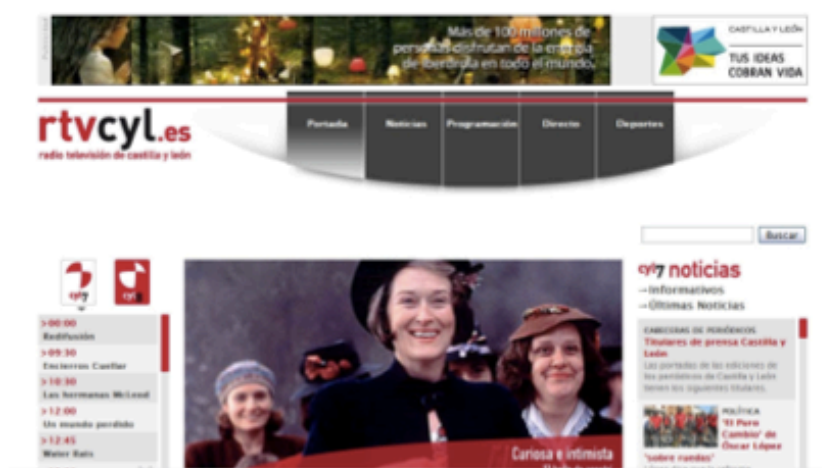 Más de 100 millones de
personas disfrutan de la energía
de Iberdrola en todo el mundo.
CASTILLA Y LEÓN
TUS IDEAS
COBRAN VIDA
rtvcyl.es
radio televisión de castilla y león
Portada
Noticias
Programación
Directo
Deportes
Buscar
cyl7
cyl8
>00:00
Redifusión
>09:30
Encierros Cuellar
>10:30
Las hermanas McLeod
>12:00
Un mundo perdido
>12:45
Water Rats
Curiosa e intimista
cyl7 noticias
→Informativos
→Últimas Noticias
CABECERAS DE PERIÓDICOS
Titulares de prensa Castilla y
León
Las portadas de las ediciones de
los periódicos de Castilla y León
tienen los siguientes titulares.
POLÍTICA
'El Puro
Cambio' de
Óscar López
'sobre ruedas'